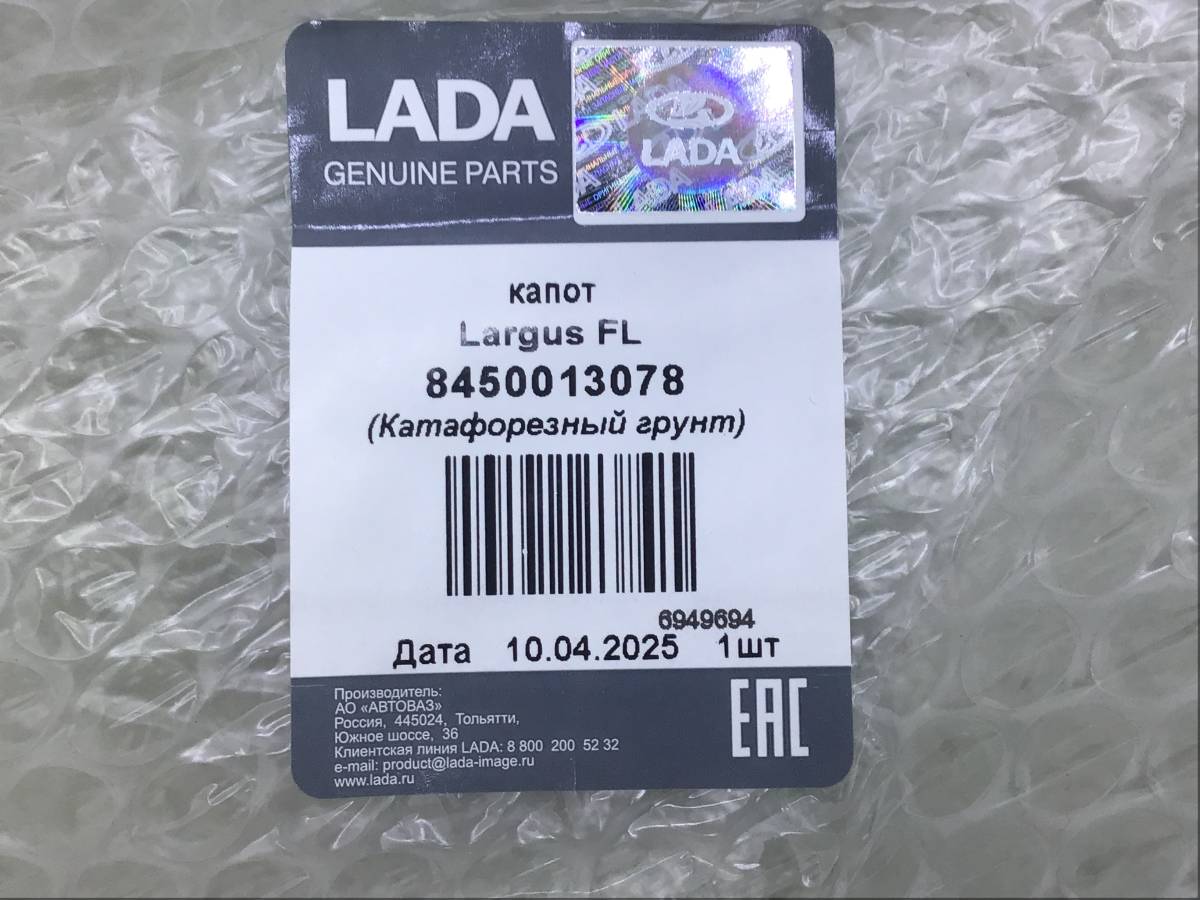 LADA
GENUINE PARTS
LADA
капот
Largus FL
8450013078
(Катафорезный грунт)
6949694
Дата 10.04.2025 1шт
Производитель:
АО «АВТОВАЗ»
Россия, 445024, Тольятти,
Южное шоссе, 36
Клиентская линия LADA: 8 800 200 52 32
e-mail: product@lada-image.ru
www.lada.ru
EAC